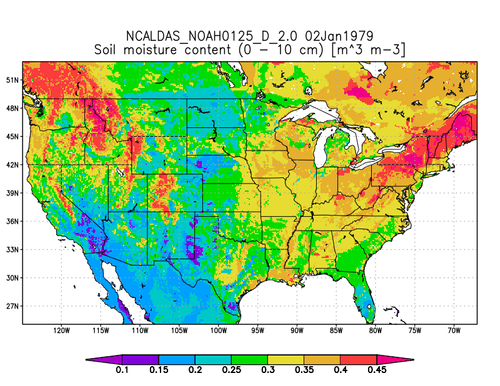 NCALDAS_NOAH0125_D_2.0 02Jan1979
Soil moisture content (0 - 10 cm) [m^3 m-3]
51N
48N
45N
42N
39N
36N
33N
30N
27N
120W 115W 110W 105W 100W 95W 90W 85W 80W 75W 70W
0.1 0.15 0.2 0.25 0.3 0.35 0.4 0.45